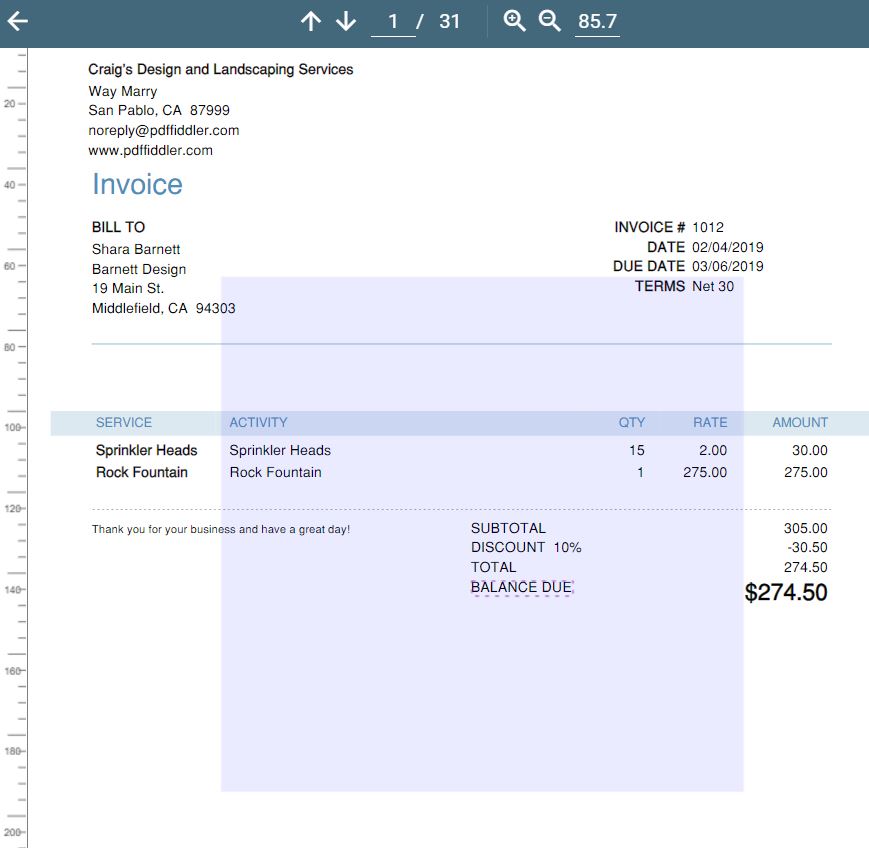 1 / 31 85.7
Craig's Design and Landscaping Services
Way Marry
San Pablo, CA 87999
noreply@pdffiddler.com
www.pdffiddler.com
Invoice
BILL TO
Shara Barnett
Barnett Design
19 Main St.
Middlefield, CA 94303
INVOICE # 1012
DATE 02/04/2019
DUE DATE 03/06/2019
TERMS Net 30
SERVICE ACTIVITY QTY RATE AMOUNT
Sprinkler Heads Sprinkler Heads 15 2.00 30.00
Rock Fountain Rock Fountain 1 275.00 275.00
Thank you for your business and have a great day!
SUBTOTAL 305.00
DISCOUNT 10% -30.50
TOTAL 274.50
BALANCE DUE $274.50
20
40
60
80
100
120
140
160
180
200